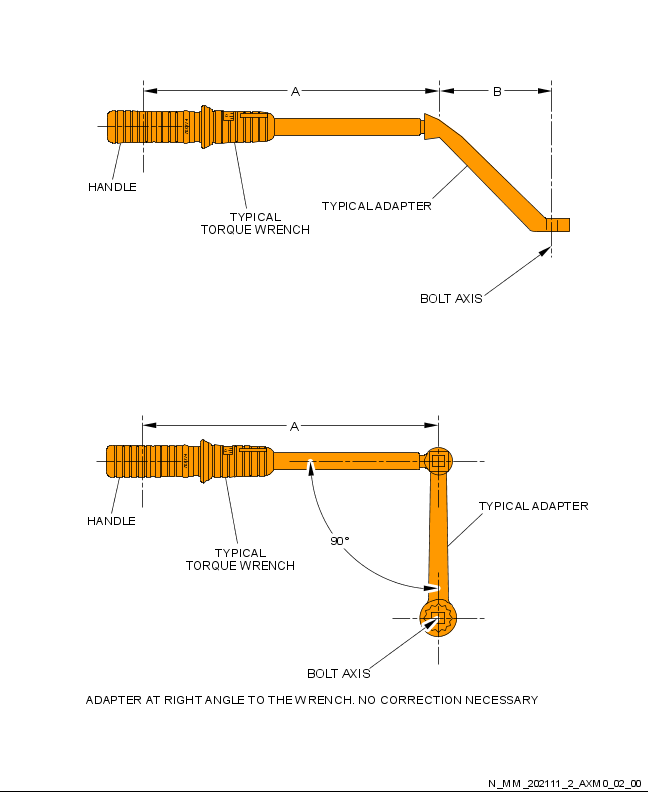 A
B
HANDLE
TYPICAL
TORQUE WRENCH
TYPICAL ADAPTER
BOLT AXIS
A
HANDLE
TYPICAL
TORQUE WRENCH
90°
TYPICAL ADAPTER
BOLT AXIS
ADAPTER AT RIGHT ANGLE TO THE WRENCH. NO CORRECTION NECESSARY
N_MM_202111_2_AXM0_02_00